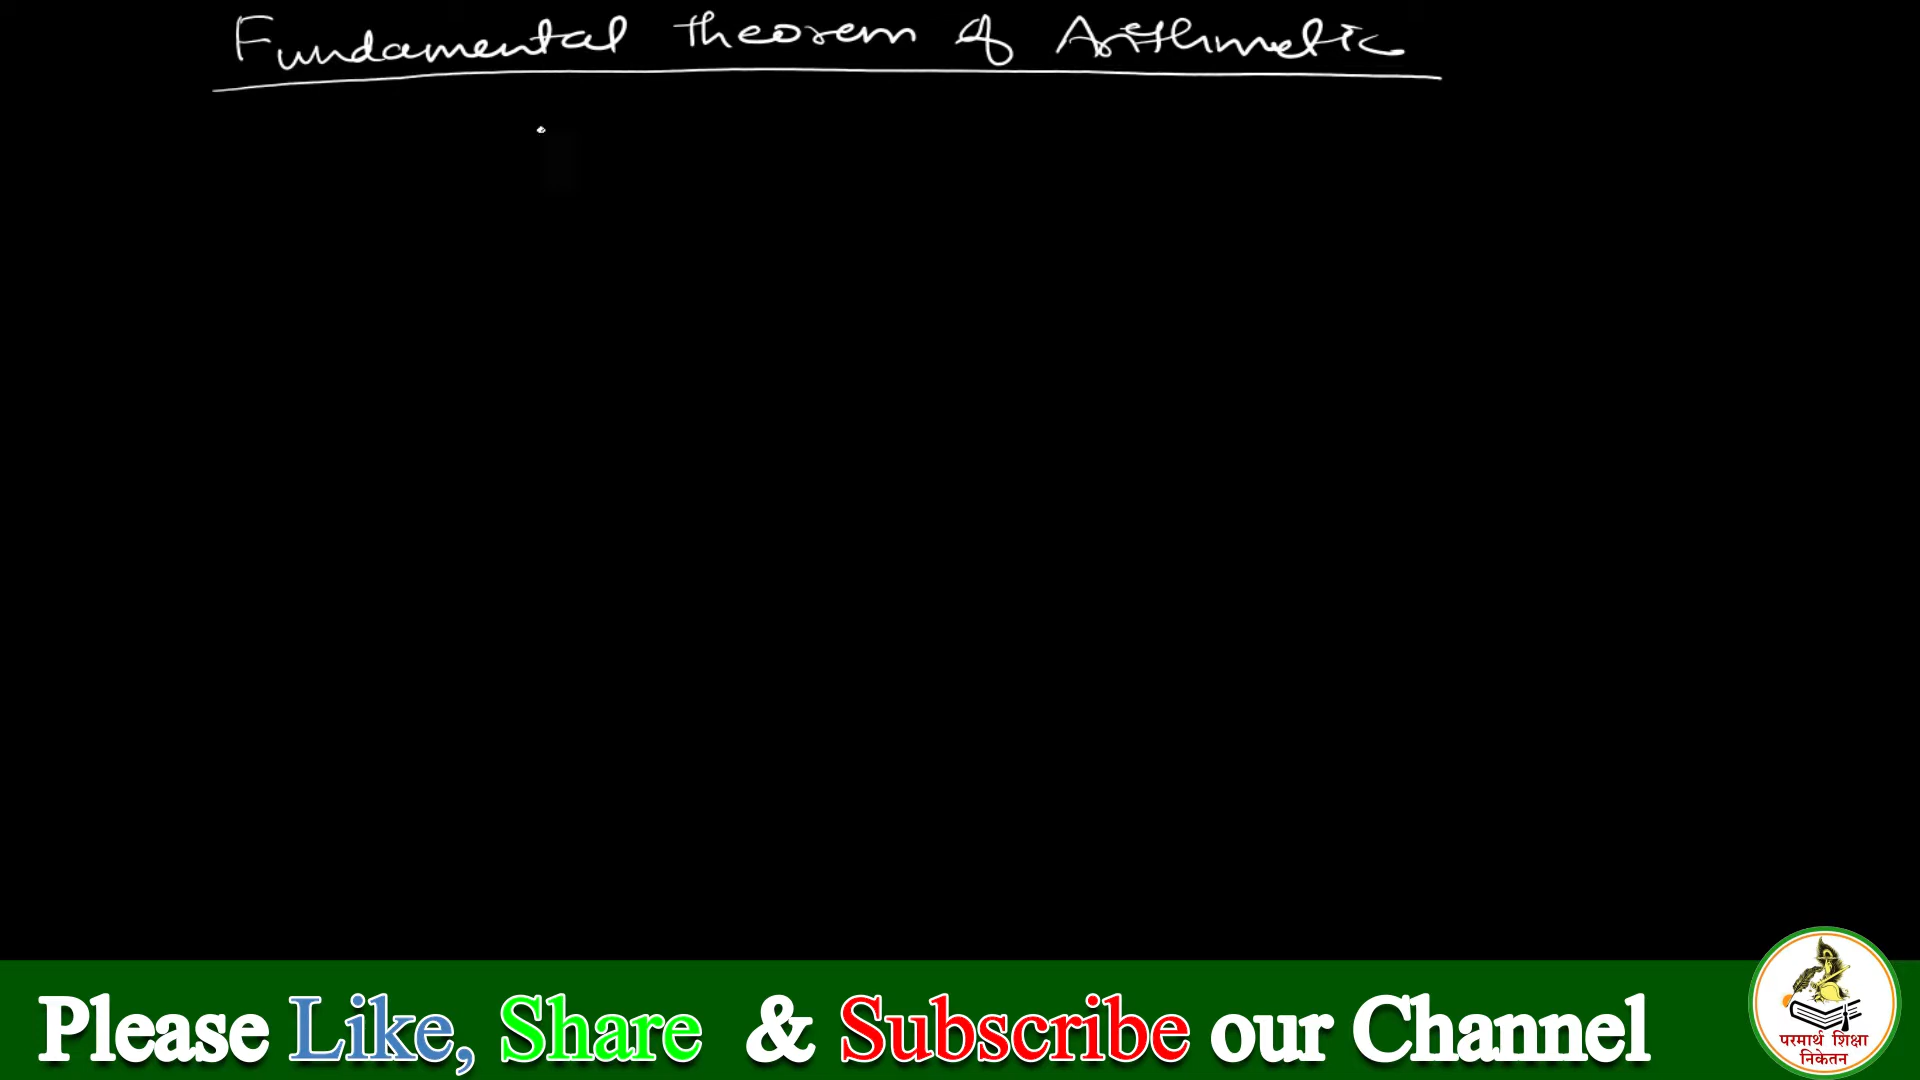 Fundamental Theorem of Arithmetic
Please Like, Share & Subscribe our Channel
परमार्थ शिक्षा
निकेतन